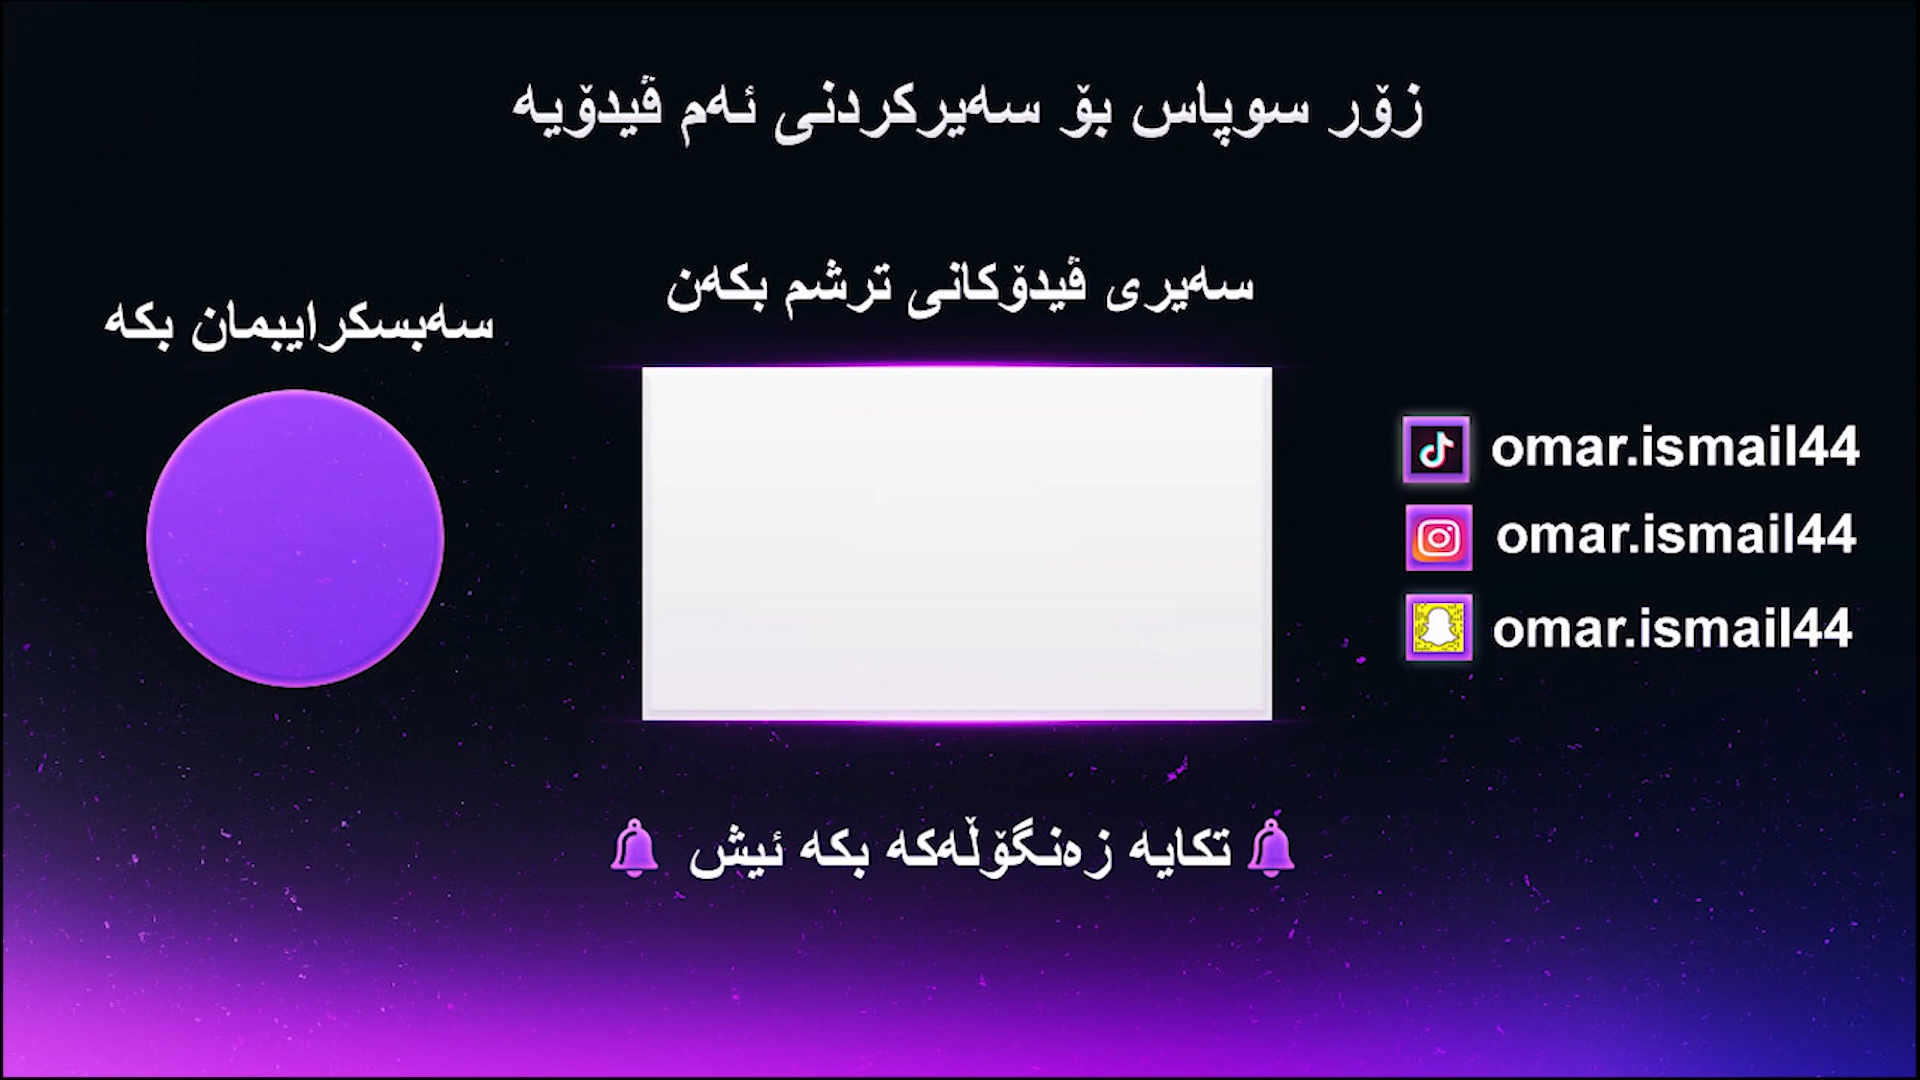 زۆر سوپاس بۆ سەیرکردنی ئەم ڤیدۆیە
سەیری ڤیدۆکانی ترشم بکەن
سەبسکرایبمان بکە
omar.ismail44
omar.ismail44
omar.ismail44
تکایە زەنگۆڵەکە بکە ئیش